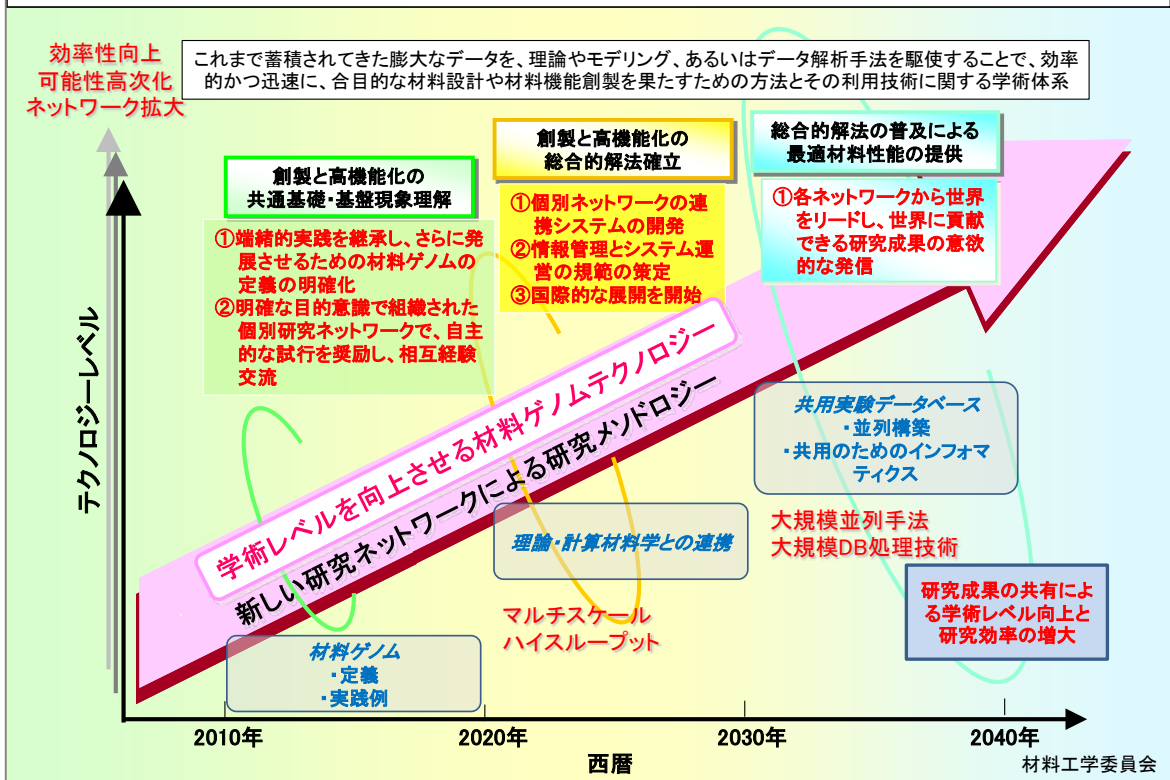 効率性向上
可能性高次化
ネットワーク拡大
これまで蓄積されてきた膨大なデータを、理論やモデリング、あるいはデータ解析手法を駆使することで、効率
的かつ迅速に、合目的な材料設計や材料機能創製を果たすための方法とその利用技術に関する学術体系
創製と高機能化の
共通基礎・基盤現象理解
①端緒的実践を継承し、さらに発
展させるための材料ゲノムの
定義の明確化
②明確な目的意識で組織された
個別研究ネットワークで、自主
的な試行を奨励し、相互経験
交流
創製と高機能化の
総合的解法確立
①個別ネットワークの連
携システムの開発
②情報管理とシステム運
営の規範の策定
③国際的な展開を開始
総合的解法の普及による
最適材料性能の提供
①各ネットワークから世界
をリードし、世界に貢献
できる研究成果の意欲
的な発信
テクノロジーレベル
学術レベルを向上させる材料ゲノムテクノロジー
新しい研究ネットワークによる研究メソドロジー
材料ゲノム
・定義
・実践例
理論・計算材料学との連携
マルチスケール
ハイスループット
共用実験データベース
・並列構築
・共用のためのインフォマ
ティクス
大規模並列手法
大規模DB処理技術
研究成果の共有によ
る学術レベル向上と
研究効率の増大
2010年
2020年
2030年
2040年
西暦
材料工学委員会